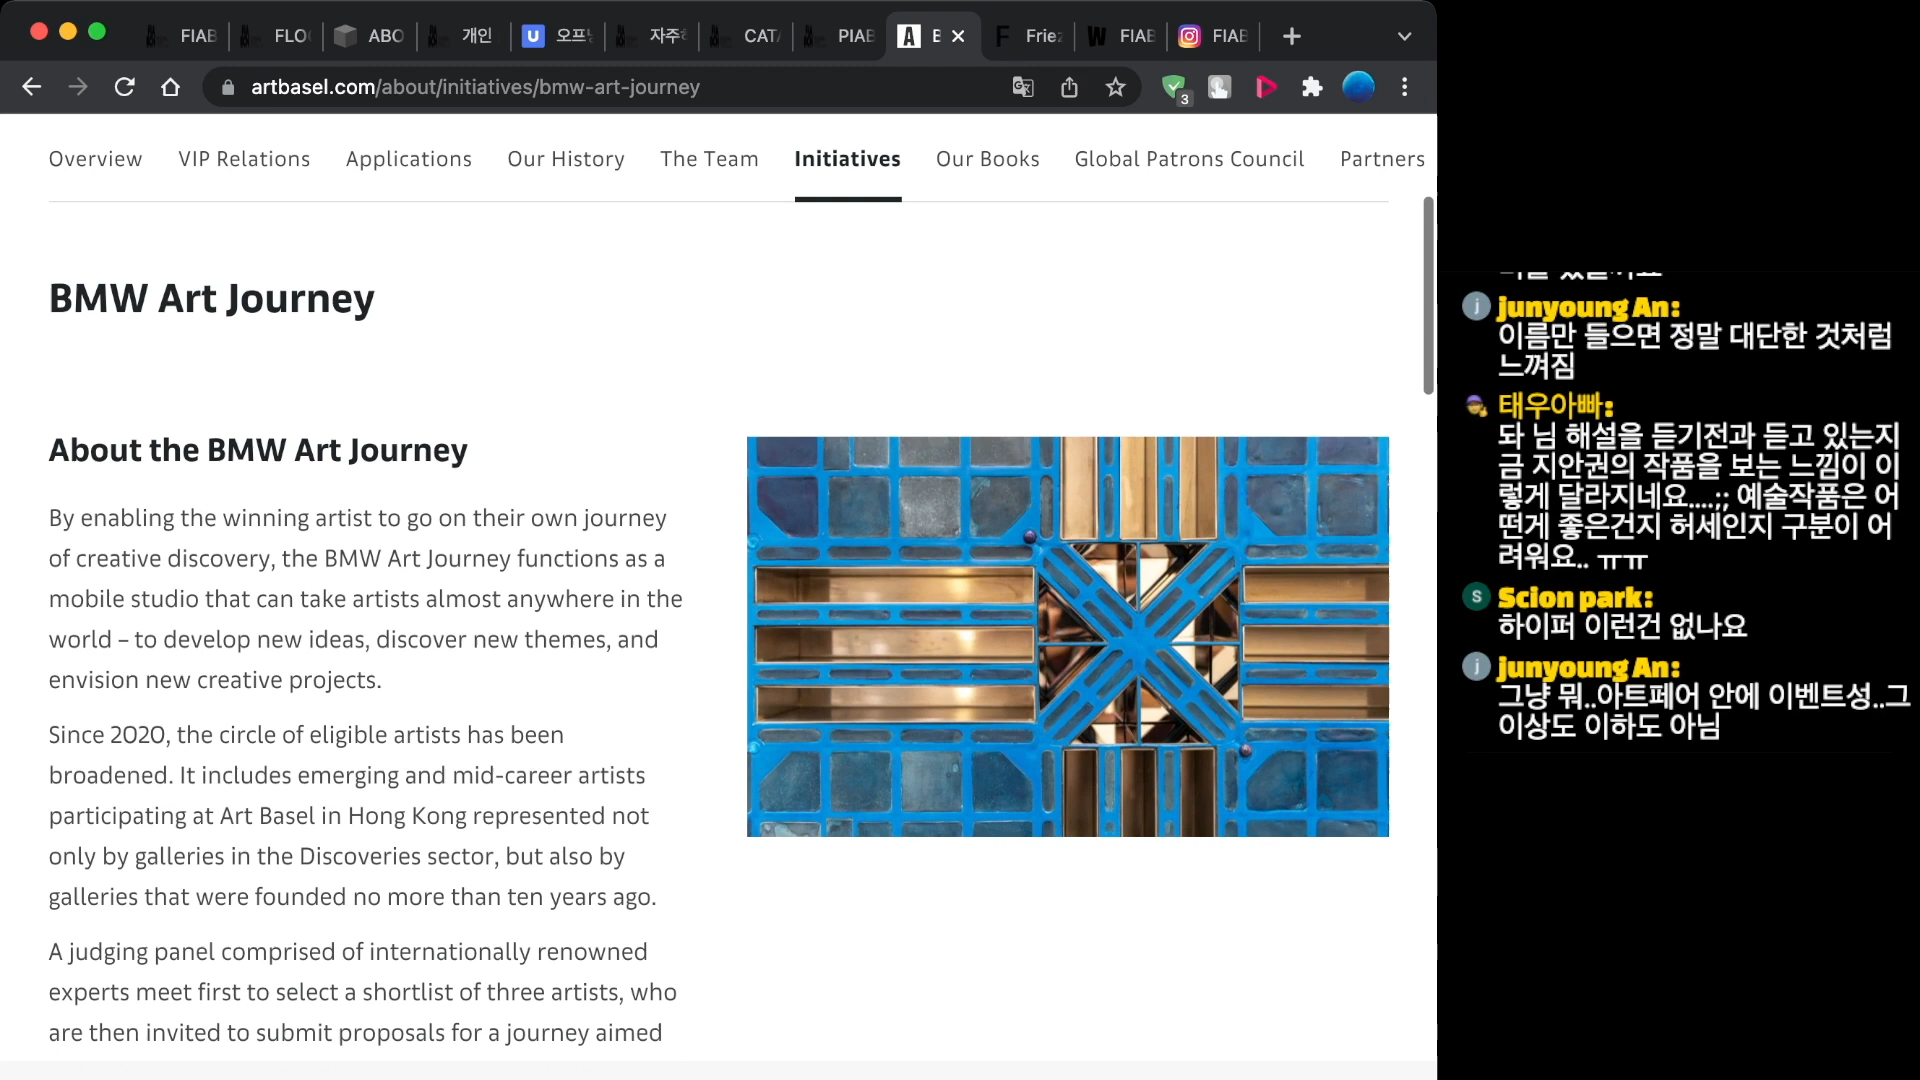 FIAB
FLO
ABO
개인
오프닝
자주
CAT
PIAB
B
Friez
FIAB
FIAB
artbasel.com/about/initiatives/bmw-art-journey
3
Overview VIP Relations Applications Our History The Team Initiatives Our Books Global Patrons Council Partners
BMW Art Journey
About the BMW Art Journey
By enabling the winning artist to go on their own journey
of creative discovery, the BMW Art Journey functions as a
mobile studio that can take artists almost anywhere in the
world – to develop new ideas, discover new themes, and
envision new creative projects.
Since 2020, the circle of eligible artists has been
broadened. It includes emerging and mid-career artists
participating at Art Basel in Hong Kong represented not
only by galleries in the Discoveries sector, but also by
galleries that were founded no more than ten years ago.
A judging panel comprised of internationally renowned
experts meet first to select a shortlist of three artists, who
are then invited to submit proposals for a journey aimed
junyoung An:
이름만 들으면 정말 대단한 것처럼
느껴짐
태우아빠:
돠 님 해설을 듣기전과 듣고 있는지
금 지안권의 작품을 보는 느낌이 이
렇게 달라지네요....;; 예술작품은 어
떤게 좋은건지 허세인지 구분이 어
려워요.. ㅠㅠ
Scion park:
하이퍼 이런건 없나요
junyoung An:
그냥 뭐..아트페어 안에 이벤트성..그
이상도 이하도 아님